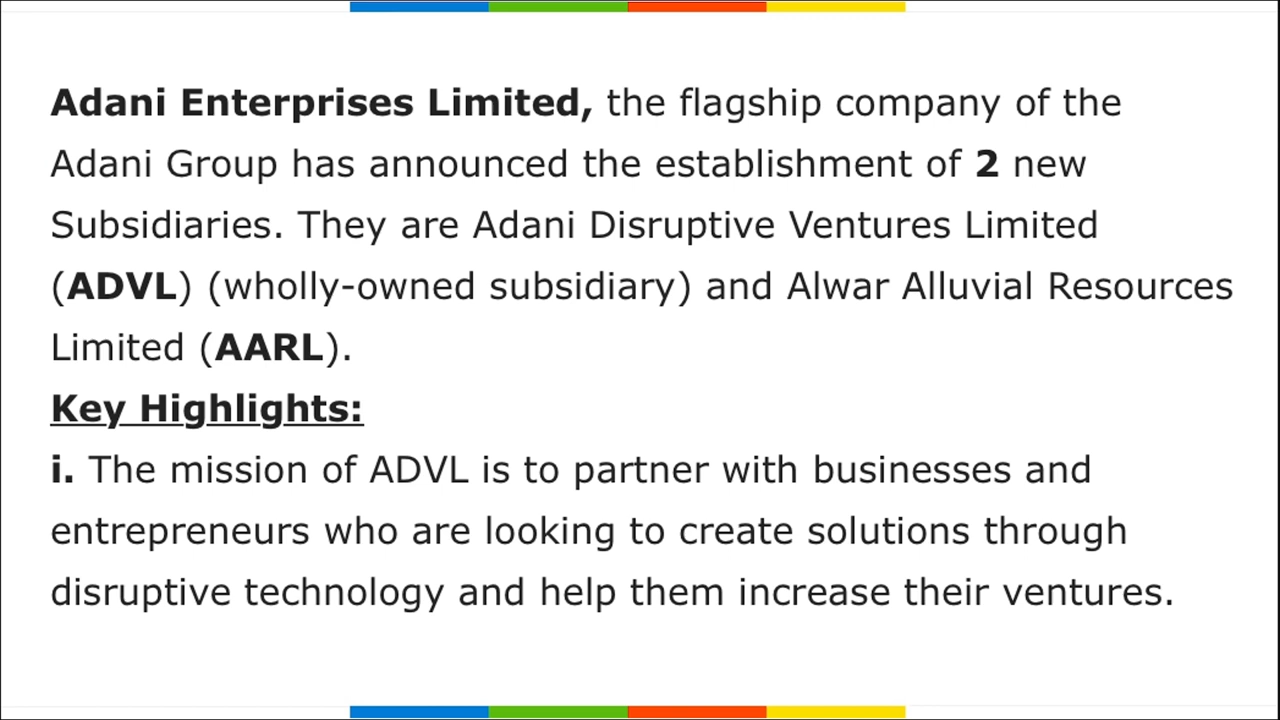 Adani Enterprises Limited, the flagship company of the
Adani Group has announced the establishment of 2 new
Subsidiaries. They are Adani Disruptive Ventures Limited
(ADVL) (wholly-owned subsidiary) and Alwar Alluvial Resources
Limited (AARL).
Key Highlights:
i. The mission of ADVL is to partner with businesses and
entrepreneurs who are looking to create solutions through
disruptive technology and help them increase their ventures.